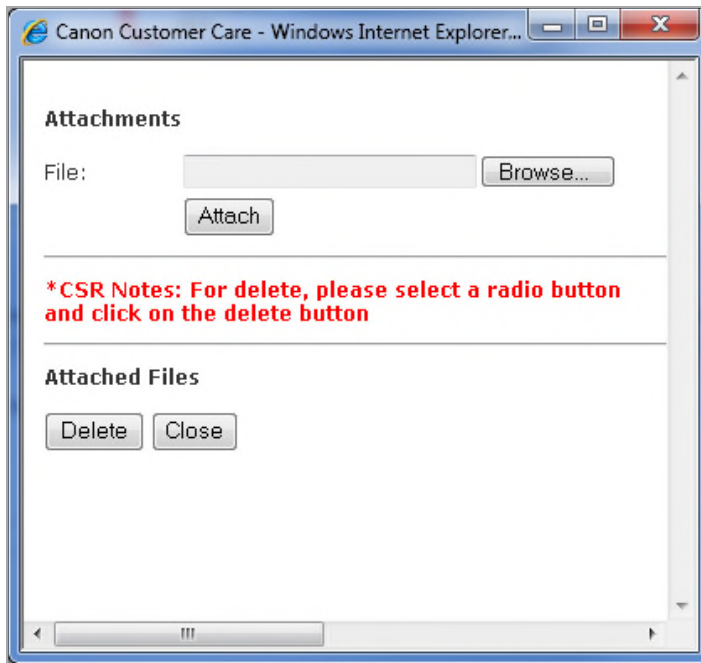 Canon Customer Care - Windows Internet Explorer...
Attachments
File:
Browse...
Attach
*CSR Notes: For delete, please select a radio button
and click on the delete button
Attached Files
Delete Close